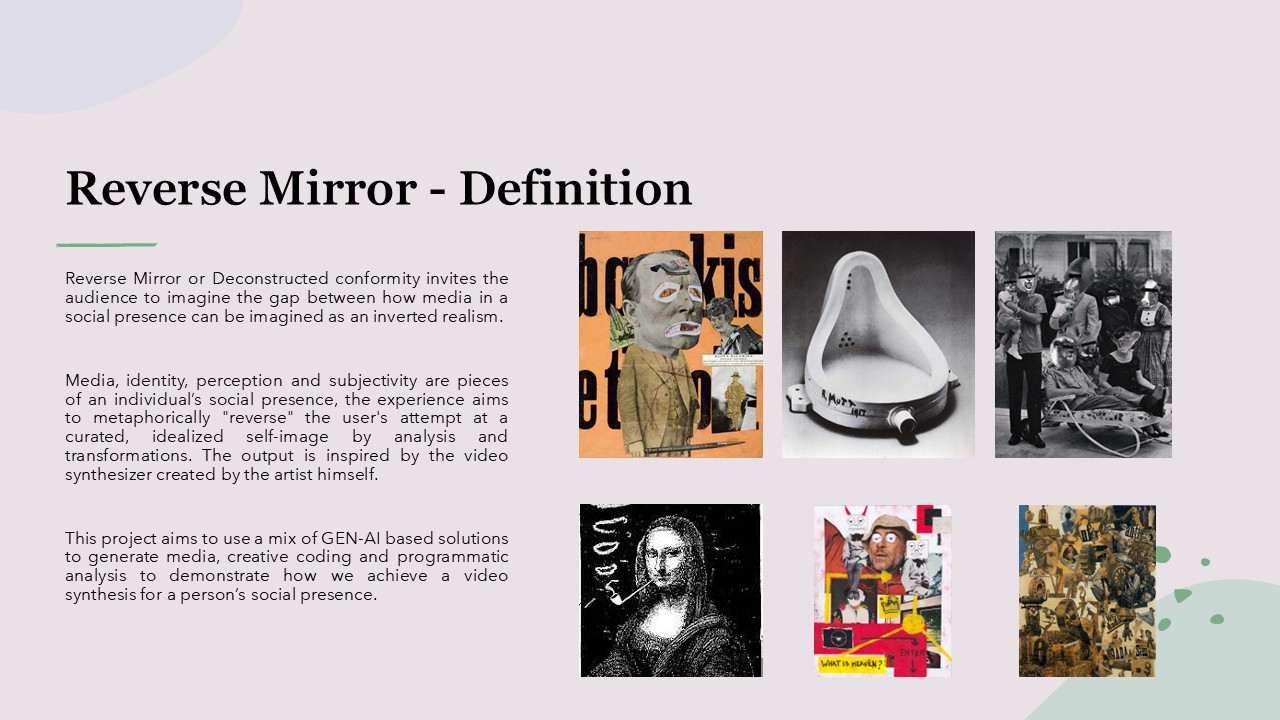 Reverse Mirror - Definition
Reverse Mirror or Deconstructed conformity invites the
audience to imagine the gap between how media in a
social presence can be imagined as an inverted realism.
Media, identity, perception and subjectivity are pieces
of an individual’s social presence, the experience aims
to metaphorically "reverse" the user's attempt at a
curated, idealized self-image by analysis and
transformations. The output is inspired by the video
synthesizer created by the artist himself.
This project aims to use a mix of GEN-AI based solutions
to generate media, creative coding and programmatic
analysis to demonstrate how we achieve a video
synthesis for a person’s social presence.
R. MUTT 1917
WHAT IS HEAVEN?
ENTER